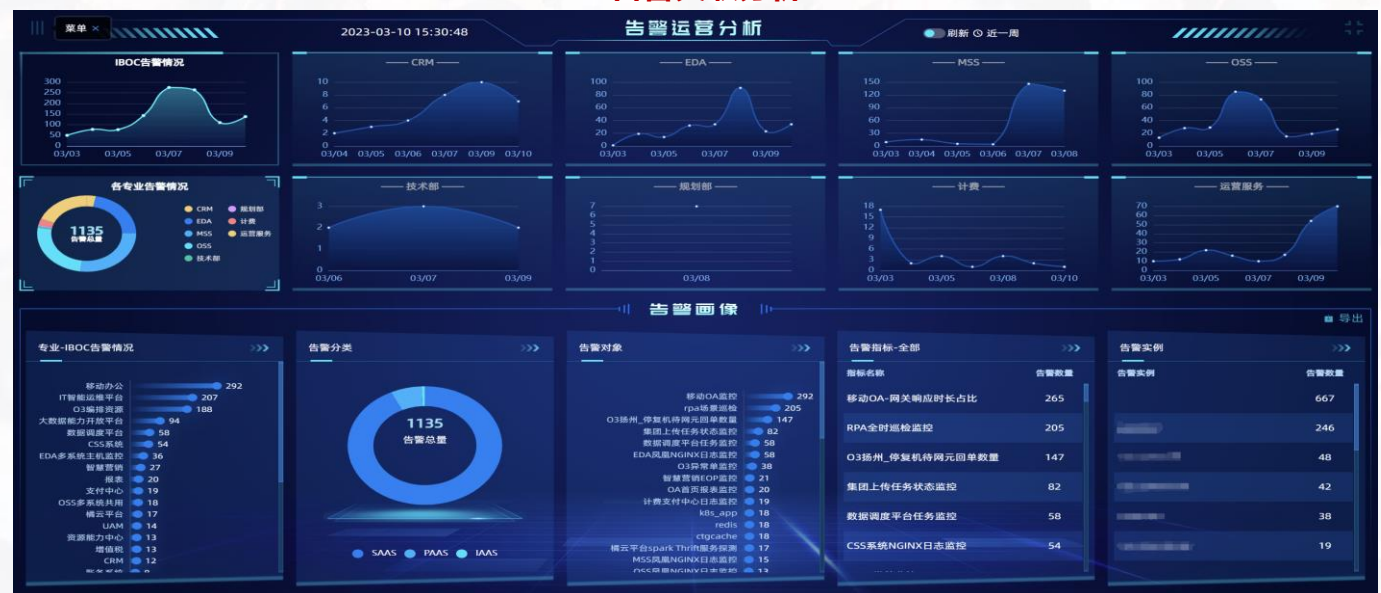 菜单 ×
2023-03-10 15:30:48
告警运营分析
刷新 近一周
IBOC告警情况
300
250
200
150
100
50
0
03/03 03/05 03/07 03/09
CRM
10
8
6
4
2
0
03/04 03/05 03/06 03/07 03/09 03/10
EDA
100
80
60
40
20
0
03/03 03/05 03/07 03/09
MSS
150
120
90
60
30
0
03/03 03/04 03/05 03/06 03/07 03/08
OSS
100
80
60
40
20
0
03/03 03/05 03/07 03/09
各专业告警情况
1135
告警总量
CRM 规划部
EDA 计费
MSS 运营服务
OSS
技术部
技术部
3
2
1
0
03/06 03/07 03/09
规划部
7
6
5
4
3
2
1
0
03/08
计费
18
15
12
9
6
3
0
03/03 03/05 03/08 03/10
运营服务
70
60
50
40
30
20
10
0
03/03 03/05 03/07 03/09
告警画像
导出
专业-IBOC告警情况 >>>
移动办公 292
IT智能运维平台 207
O3编排资源 188
大数据能力开放平台 94
数据调度平台 58
CSS系统 54
EDA多系统主机监控 36
智慧营销 27
报表 20
支付中心 19
OSS多系统共用 18
橘云平台 17
UAM 14
资源能力中心 13
增值税 13
CRM 12
告警分类 >>>
1135
告警总量
SAAS PAAS IAAS
告警对象 >>>
移动OA监控 292
rpa场景巡检 205
O3扬州_停复机待网元回单数量 147
集团上传任务状态监控 82
数据调度平台任务监控 58
EDA凤凰NGINX日志监控 58
O3异常单监控 38
智慧营销EOP监控 21
OA首页报表监控 20
计费支付中心日志监控 19
k8s_app 18
redis 18
ctgcache 18
橘云平台spark Thrift服务探测 17
MSS凤凰NGINX日志监控 15
OSS凤凰NGINX日志监控 13
告警指标-全部 >>>
指标名称 告警数量
移动OA-网关响应时长占比 265
RPA全时巡检监控 205
O3扬州_停复机待网元回单数量 147
集团上传任务状态监控 82
数据调度平台任务监控 58
CSS系统NGINX日志监控 54
告警实例 >>>
告警实例 告警数量
667
246
48
42
38
19